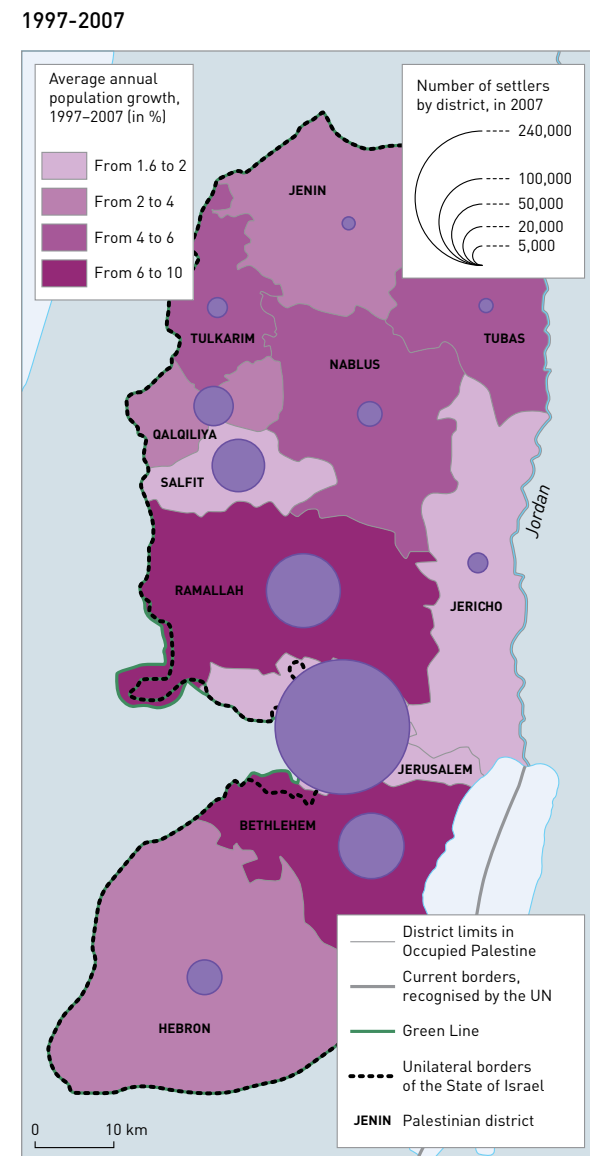 1997-2007
Average annual
population growth,
1997–2007 (in %)
From 1.6 to 2
From 2 to 4
From 4 to 6
From 6 to 10
Number of settlers
by district, in 2007
240,000
100,000
50,000
20,000
5,000
JENIN
TULKARIM
TUBAS
NABLUS
QALQILIYA
SALFIT
Jordan
RAMALLAH
JERICHO
JERUSALEM
BETHLEHEM
HEBRON
District limits in
Occupied Palestine
Current borders,
recognised by the UN
Green Line
Unilateral borders
of the State of Israel
JENIN Palestinian district
0 10 km